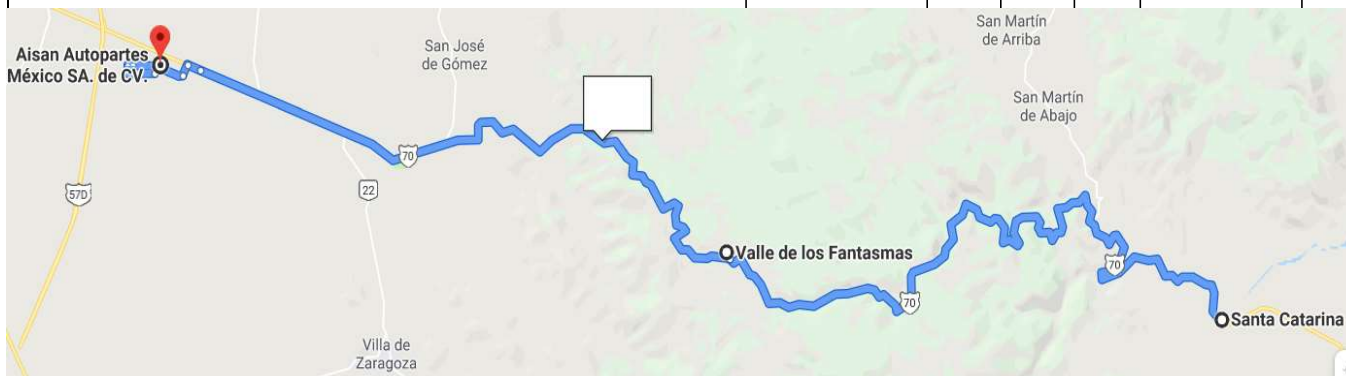 San Martín
de Arriba
Aisan Autopartes
México SA. de CV.
San José
de Gómez
San Martín
de Abajo
70
22
57D
Valle de los Fantasmas
70
70
Santa Catarina
Villa de
Zaragoza